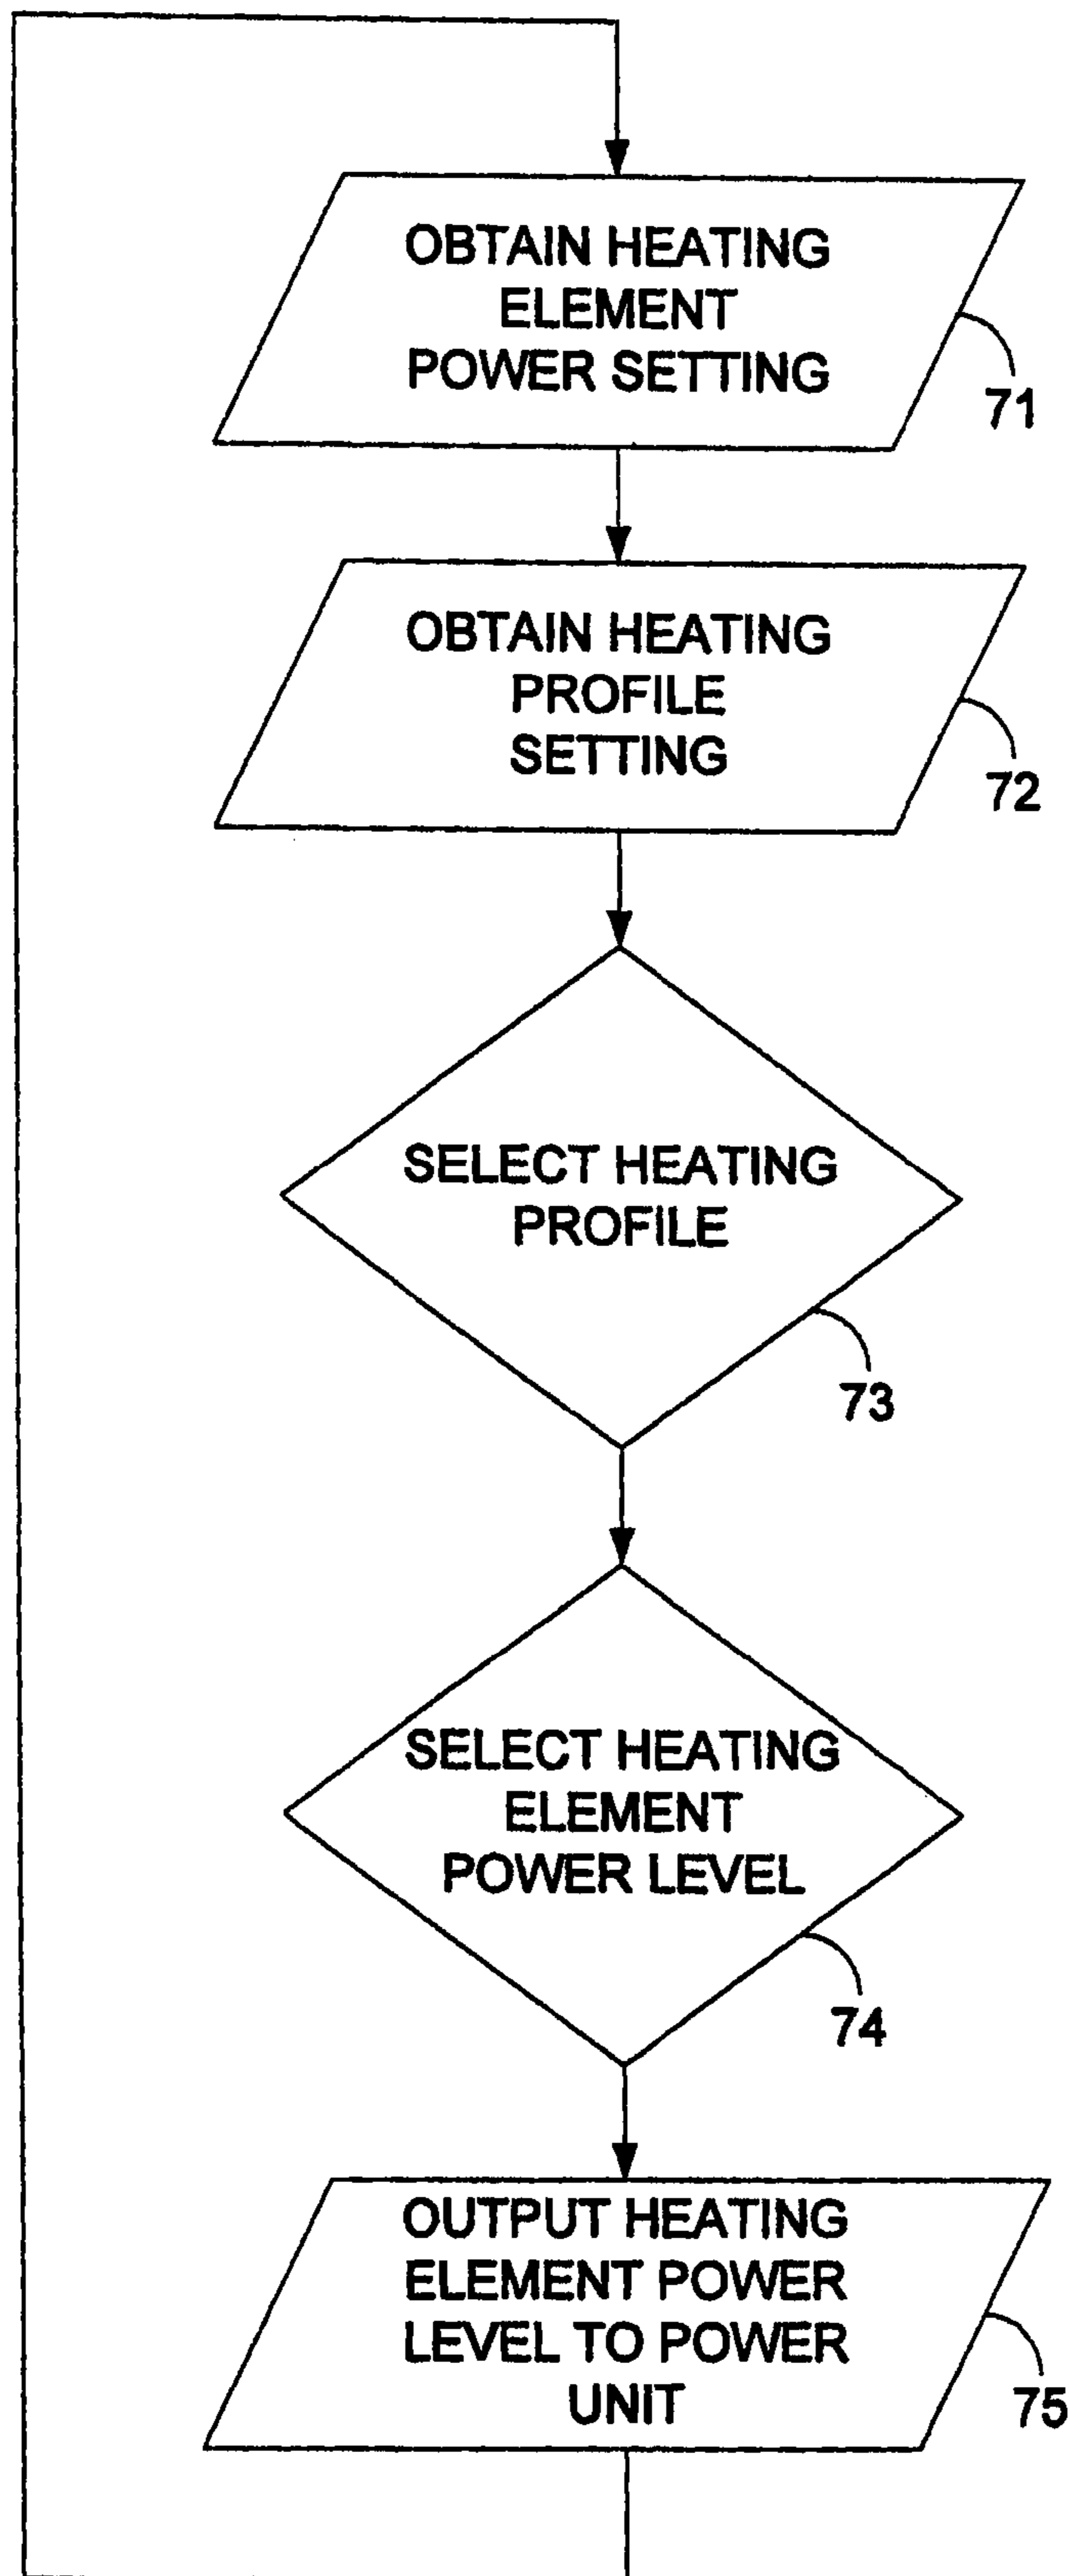 OBTAIN HEATING
ELEMENT
POWER SETTING
71
OBTAIN HEATING
PROFILE
SETTING
72
SELECT HEATING
PROFILE
73
SELECT HEATING
ELEMENT
POWER LEVEL
74
OUTPUT HEATING
ELEMENT POWER
LEVEL TO POWER
UNIT
75